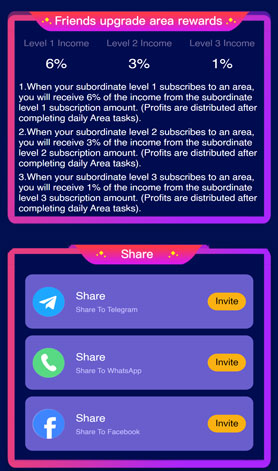 Friends upgrade area rewards
Level 1 Income Level 2 Income Level 3 Income
6% 3% 1%
1.When your subordinate level 1 subscribes to an area,
you will receive 6% of the income from the subordinate
level 1 subscription amount. (Profits are distributed after
completing daily Area tasks).
2.When your subordinate level 2 subscribes to an area,
you will receive 3% of the income from the subordinate
level 2 subscription amount. (Profits are distributed after
completing daily Area tasks).
3.When your subordinate level 3 subscribes to an area,
you will receive 1% of the income from the subordinate
level 3 subscription amount. (Profits are distributed after
completing daily Area tasks).
Share
Share
Share To Telegram
Invite
Share
Share To WhatsApp
Invite
Share
Share To Facebook
Invite